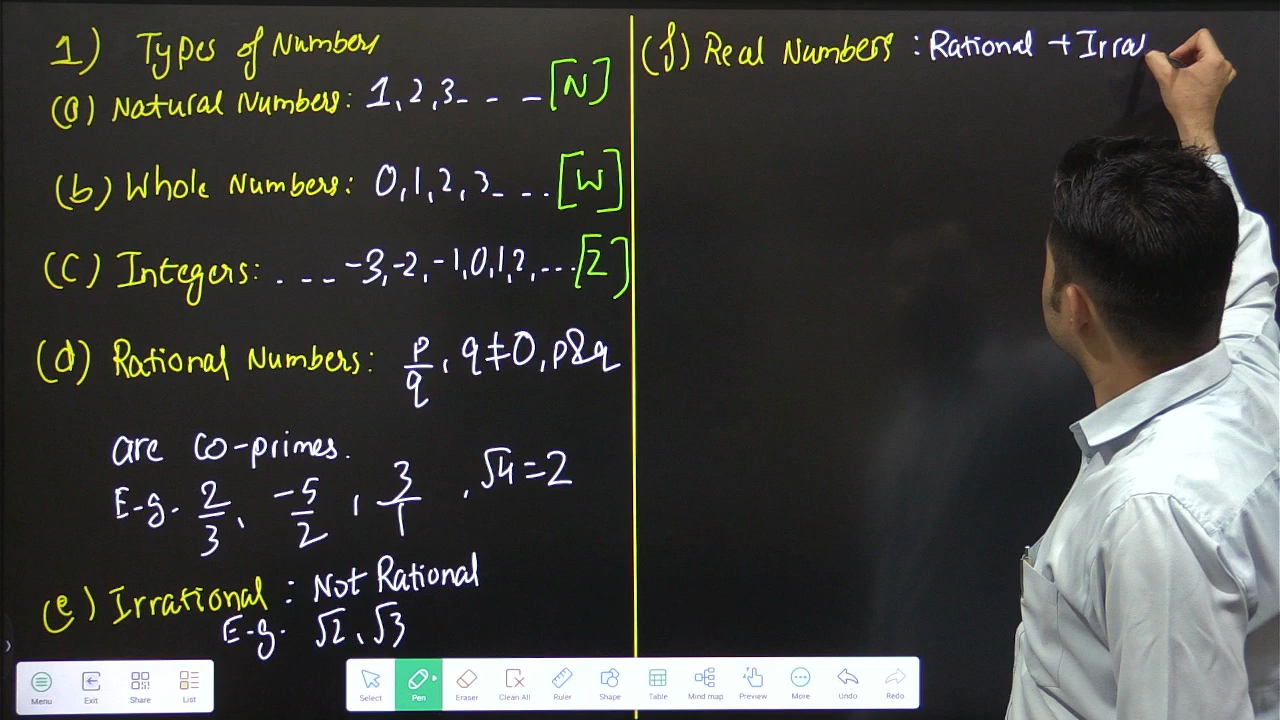 1) Types of Numbers
(a) Natural Numbers: 1, 2, 3- - - [N]
(b) Whole Numbers: 0, 1, 2, 3- - .. [W]
(C) Integers: . - - - -3, -2, -1, 0, 1, 2, ... [Z]
(d) Rational Numbers: p/q, q≠0, p&q
are co-primes.
E-g. 2/3, -5/2, 3/1, √4=2
(e) Irrational : Not Rational
E-g. √2, √3
(f) Real Numbers : Rational + Irra
Menu
Exit
Share
List
Select
Pen
Eraser
Clean All
Ruler
Shape
Table
Mind map
Preview
More
Undo
Redo